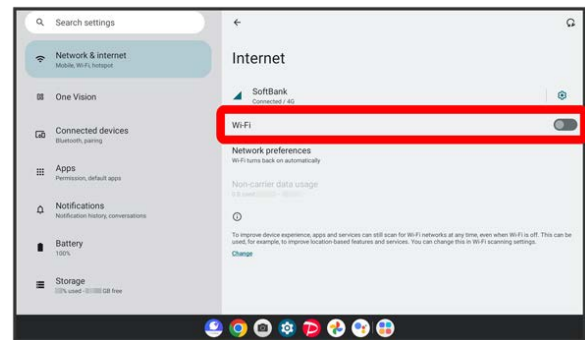 Search settings
Network & internet
Mobile, Wi-Fi, hotspot
One Vision
Connected devices
Bluetooth, pairing
Apps
Permission, default apps
Notifications
Notification history, conversations
Battery
100%
Storage
% used - GB free
Internet
SoftBank
Connected / 4G
Wi-Fi
Network preferences
Wi-Fi turns back on automatically
Non-carrier data usage
To improve device experience, apps and services can still scan for Wi-Fi networks at any time, even when Wi-Fi is off. This can be
used, for example, to improve location-based features and services. You can change this in Wi-Fi scanning settings.
Change